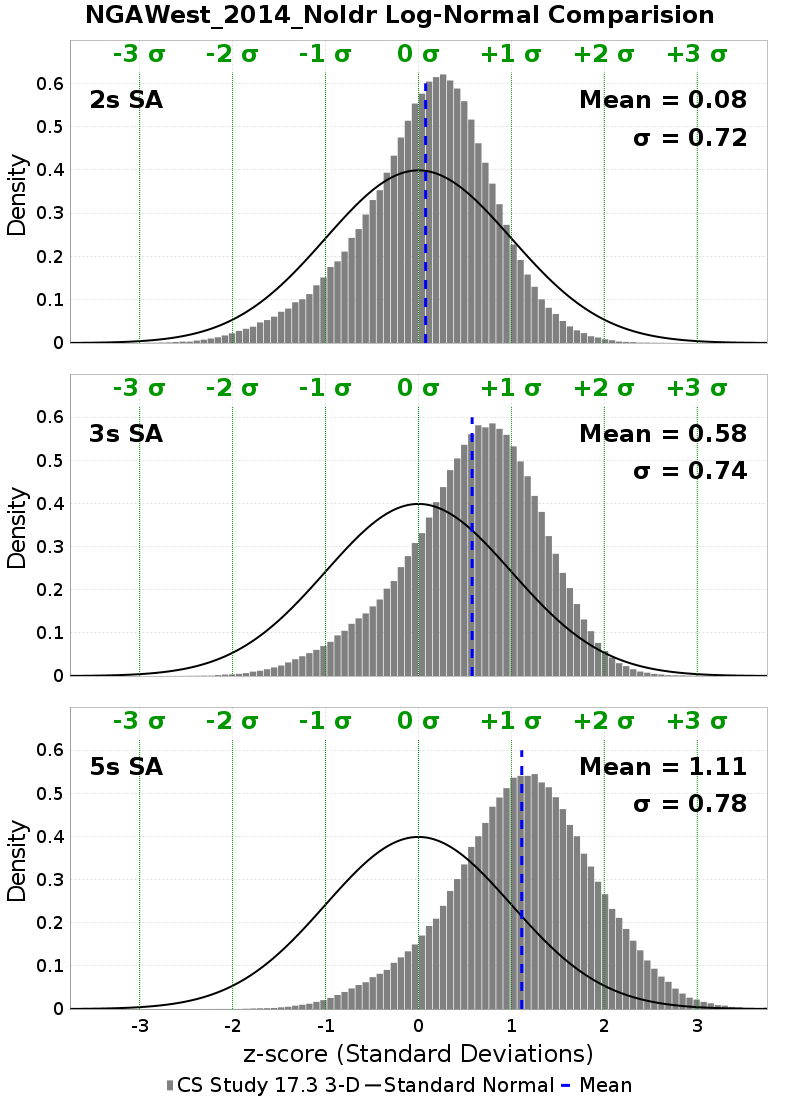 NGAWest_2014_NoIdr Log-Normal Comparision
-3 σ -2 σ -1 σ 0 σ +1 σ +2 σ +3 σ
2s SA
Mean = 0.08
σ = 0.72
Density
0.6
0.5
0.4
0.3
0.2
0.1
0
-3 σ -2 σ -1 σ 0 σ +1 σ +2 σ +3 σ
3s SA
Mean = 0.58
σ = 0.74
Density
0.6
0.5
0.4
0.3
0.2
0.1
0
-3 σ -2 σ -1 σ 0 σ +1 σ +2 σ +3 σ
5s SA
Mean = 1.11
σ = 0.78
Density
0.6
0.5
0.4
0.3
0.2
0.1
0
-3 -2 -1 0 1 2 3
z-score (Standard Deviations)
CS Study 17.3 3-D Standard Normal Mean